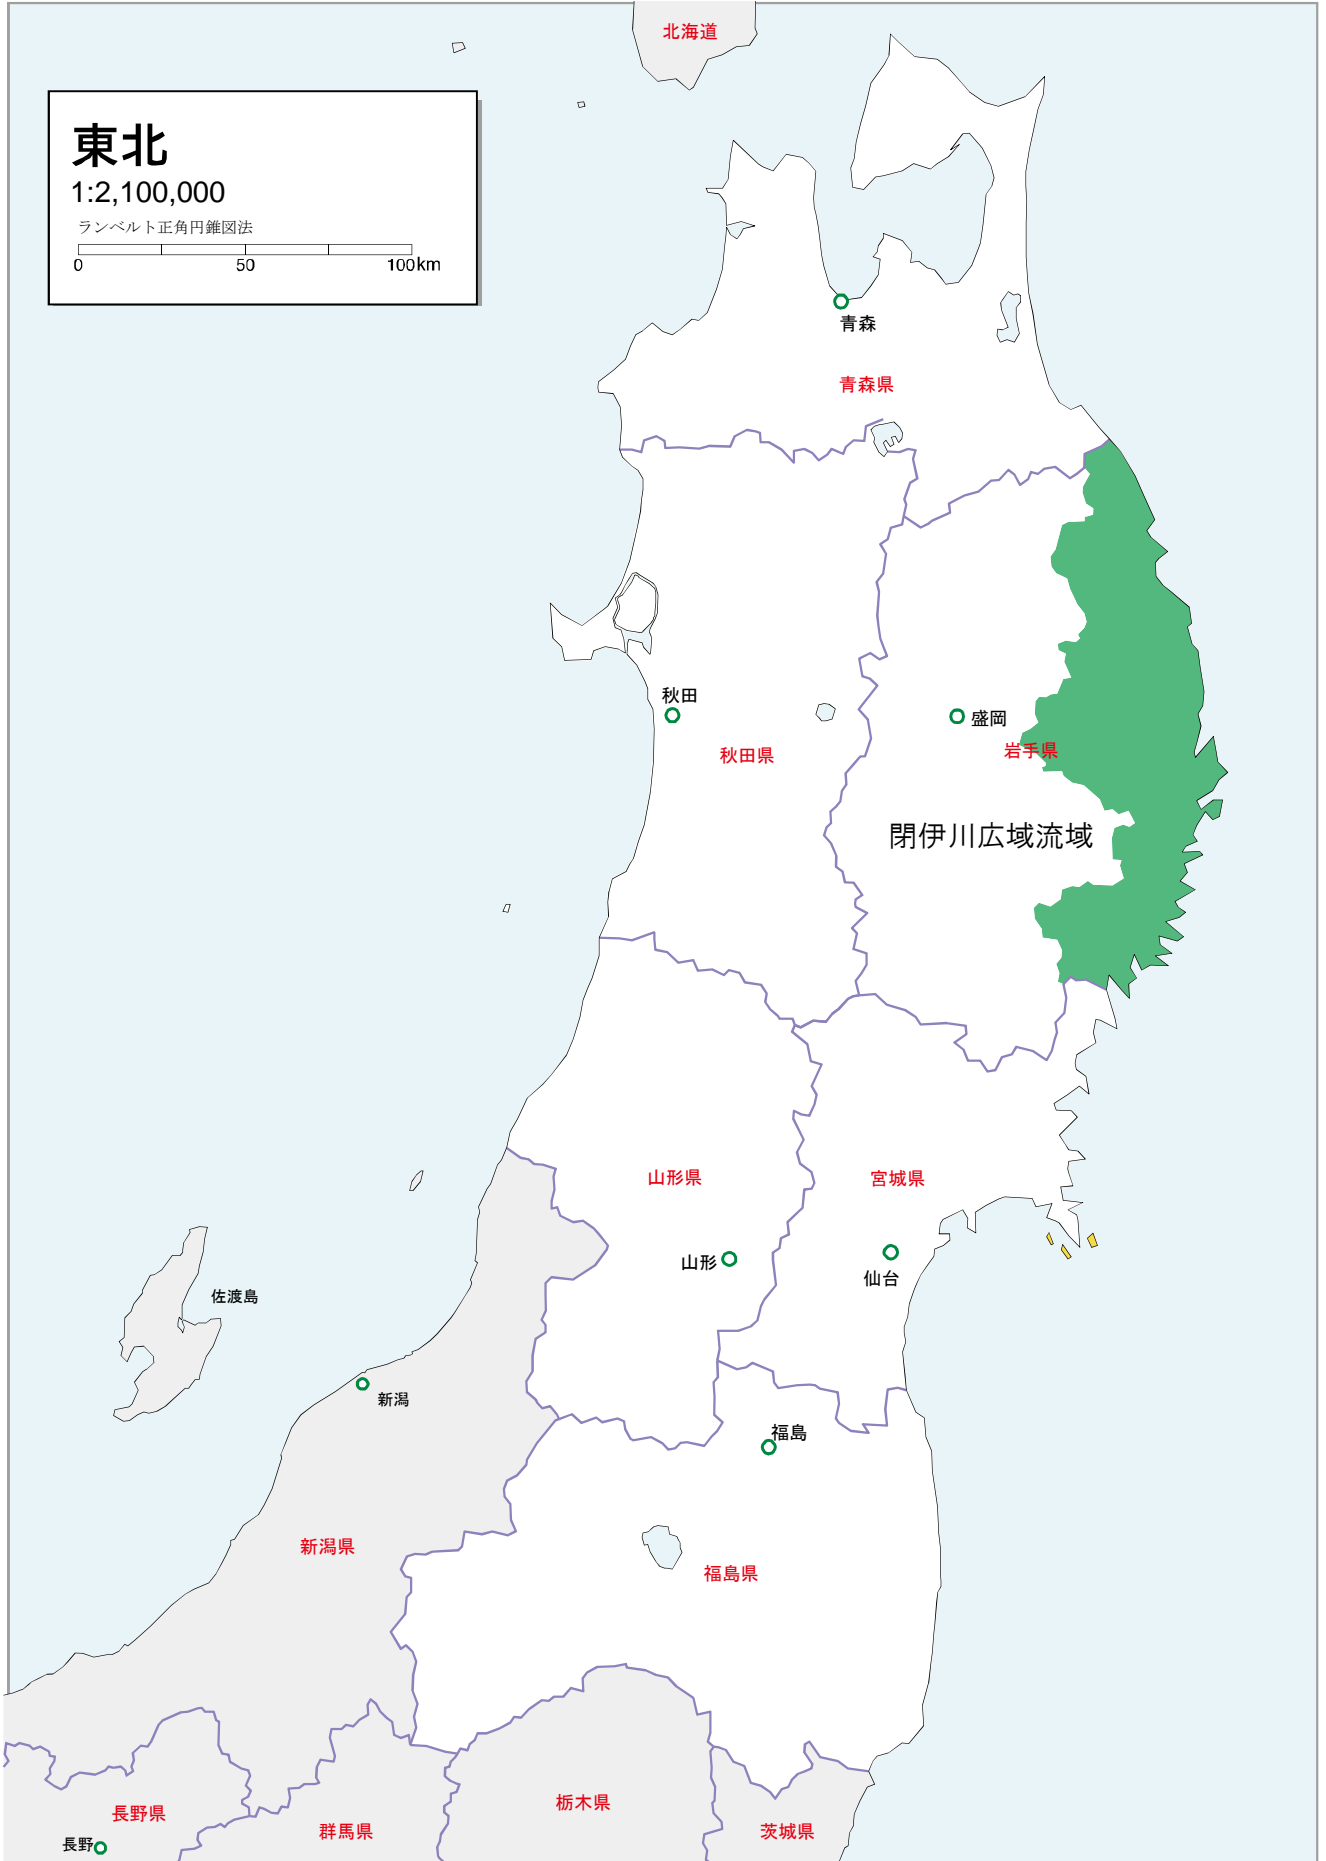 北海道
東北
1:2,100,000
ランベルト正角円錐図法
0 50 100km
青森
青森県
秋田
盛岡
岩手県
秋田県
閉伊川広域流域
山形県
宮城県
山形
仙台
佐渡島
新潟
福島
新潟県
福島県
栃木県
長野県
群馬県
茨城県
長野